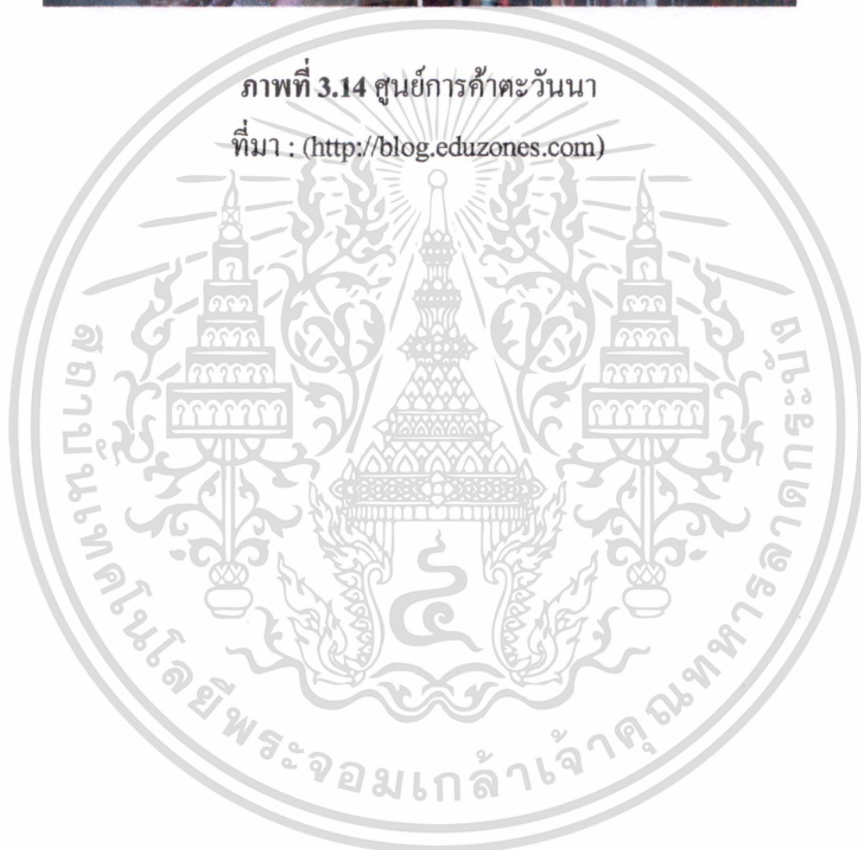 ภาพที่ 3.14 ศูนย์การค้าตะวันนา
ที่มา : (http://blog.eduzones.com)
๔
สถาบันเทคโนโลยีพระจอมเกล้าเจ้าคุณทหารลาดกระบัง